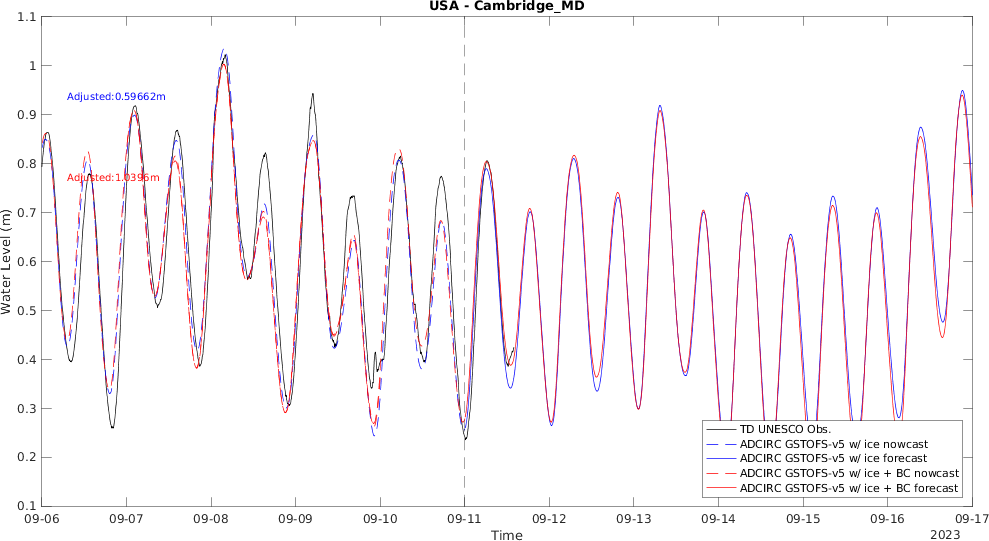 USA - Cambridge_MD
1.1
1
0.9
0.8
0.7
0.6
0.5
0.4
0.3
0.2
0.1
Water Level (m)
Adjusted:0.59662m
Adjusted:1.0396m
TD UNESCO Obs.
ADCIRC GSTOFS-v5 w/ ice nowcast
ADCIRC GSTOFS-v5 w/ ice forecast
ADCIRC GSTOFS-v5 w/ ice + BC nowcast
ADCIRC GSTOFS-v5 w/ ice + BC forecast
09-06 09-07 09-08 09-09 09-10 09-11 09-12 09-13 09-14 09-15 09-16 09-17
Time
2023